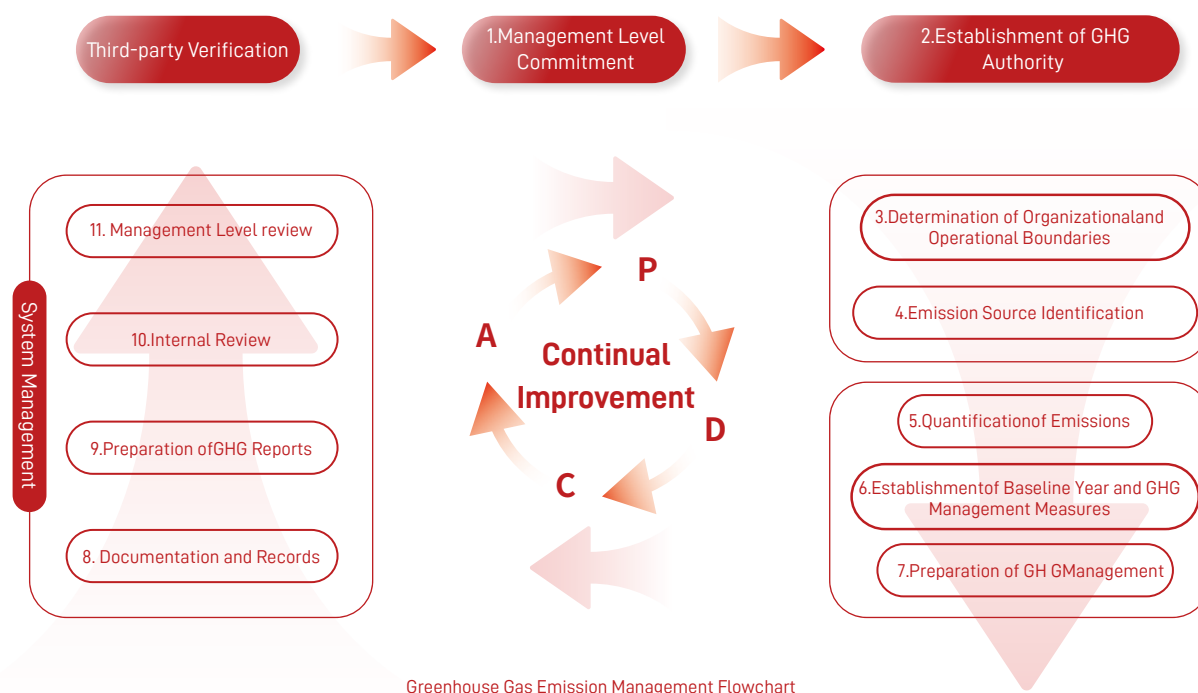 Third-party Verification
1.Management Level
Commitment
2.Establishment of GHG
Authority
System Management
11. Management Level review
10.Internal Review
9.Preparation ofGHG Reports
8. Documentation and Records
P
A
Continual
Improvement
D
C
3.Determination of Organizationaland
Operational Boundaries
4.Emission Source Identification
5.Quantificationof Emissions
6.Establishmentof Baseline Year and GHG
Management Measures
7.Preparation of GH GManagement
Greenhouse Gas Emission Management Flowchart